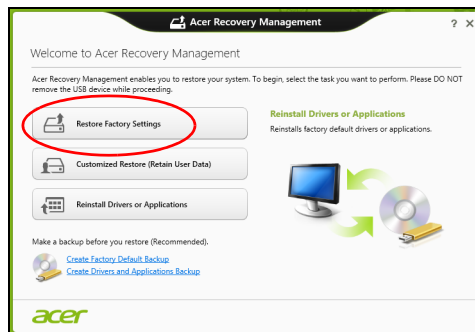 Acer Recovery Management
? ×
Welcome to Acer Recovery Management
Acer Recovery Management enables you to restore your system. To begin, select the task you want to perform. Please DO NOT
remove the USB device while proceeding.
Restore Factory Settings
Customized Restore (Retain User Data)
Reinstall Drivers or Applications
Reinstall Drivers or Applications
Reinstalls factory default drivers or applications.
Make a backup before you restore (Recommended).
Create Factory Default Backup
Create Drivers and Applications Backup
acer